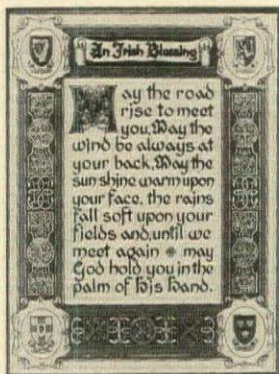 An Irish Blessing
May the road
rise to meet
you. May the
wind be always at
your back. May the
sun shine warm upon
your face, the rains
fall soft upon your
fields and, until we
meet again may
God hold you in the
palm of His Hand.